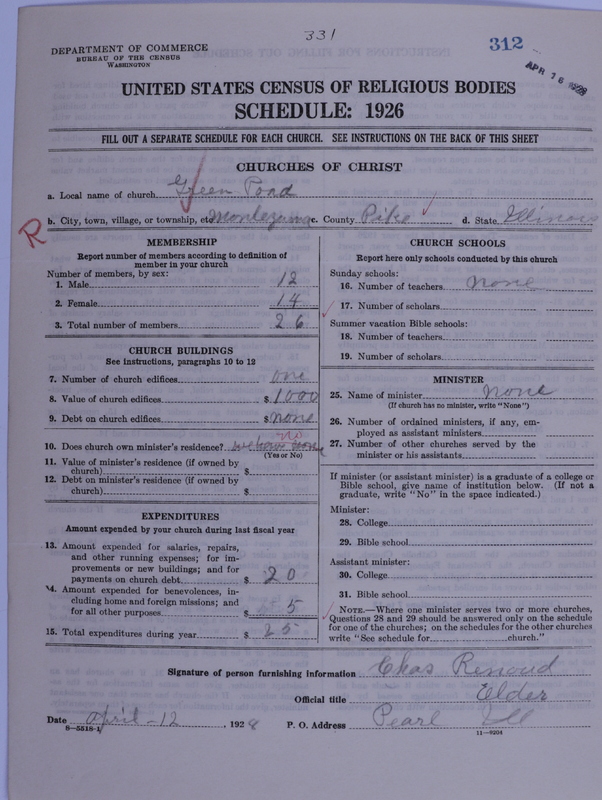 331
312
APR 16 1928
DEPARTMENT OF COMMERCE
BUREAU OF THE CENSUS
WASHINGTON
UNITED STATES CENSUS OF RELIGIOUS BODIES
SCHEDULE: 1926
FILL OUT A SEPARATE SCHEDULE FOR EACH CHURCH. SEE INSTRUCTIONS ON THE BACK OF THIS SHEET
CHURCHES OF CHRIST
a. Local name of church Green Pond
R
b. City, town, village, or township, etc Montezuma c. County Pike d. State Illinois
MEMBERSHIP
Report number of members according to definition of
member in your church
Number of members, by sex:
1. Male 12
2. Female 14
3. Total number of members 26
CHURCH BUILDINGS
See instructions, paragraphs 10 to 12
7. Number of church edifices one
8. Value of church edifices $ 1000
9. Debt on church edifices $ none
no
10. Does church own minister's residence?
(Yes or No)
11. Value of minister's residence (if owned by
church) $
12. Debt on minister's residence (if owned by
church) $
EXPENDITURES
Amount expended by your church during last fiscal year
13. Amount expended for salaries, repairs,
and other running expenses; for im-
provements or new buildings; and for
payments on church debt $ 20
14. Amount expended for benevolences, in-
cluding home and foreign missions; and
for all other purposes $ 5
15. Total expenditures during year $ 25
CHURCH SCHOOLS
Report here only schools conducted by this church
Sunday schools:
16. Number of teachers none
17. Number of scholars
Summer vacation Bible schools:
18. Number of teachers
19. Number of scholars
MINISTER
25. Name of minister none
(If church has no minister, write "None")
26. Number of ordained ministers, if any, em-
ployed as assistant ministers
27. Number of other churches served by the
minister or his assistants
If minister (or assistant minister) is a graduate of a college or
Bible school, give name of institution below. (If not a
graduate, write "No" in the space indicated.)
Minister:
28. College
29. Bible school
Assistant minister:
30. College
31. Bible school
NOTE.—Where one minister serves two or more churches,
Questions 28 and 29 should be answered only on the schedule
for one of the churches; on the schedules for the other churches
write "See schedule for church."
Signature of person furnishing information Chas Renoud
Official title Elder
Date April-12, 1928 P. O. Address Pearl Ill
8—5518-1
11—9204